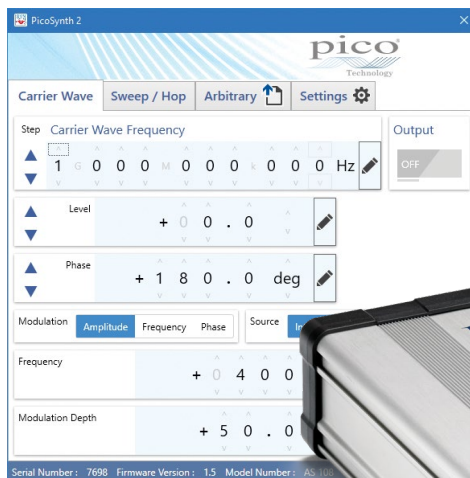 PicoSynth 2
pico
Technology
Carrier Wave Sweep / Hop Arbitrary Settings
Step Carrier Wave Frequency Output
1 G 0 0 0 M 0 0 0 k 0 0 0 Hz OFF
Level + 0 0 . 0
Phase + 1 8 0 . 0 deg
Modulation Amplitude Frequency Phase Source
Frequency + 0 4 0 0
Modulation Depth + 5 0 . 0
Serial Number : 7698 Firmware Version : 1.5 Model Number : AS 108